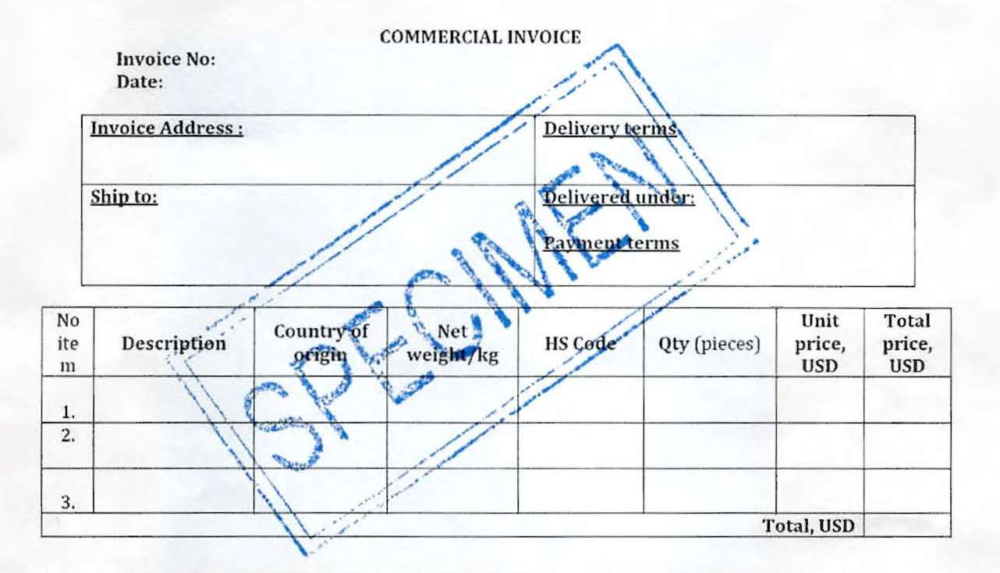 COMMERCIAL INVOICE
Invoice No:
Date:
Invoice Address :
Delivery terms
Ship to:
Delivered under:
Payment terms
No
ite
m
Description
Country of
origin
Net
weight/kg
HS Code
Qty (pieces)
Unit
price,
USD
Total
price,
USD
1.
2.
3.
Total, USD
SPECIMEN